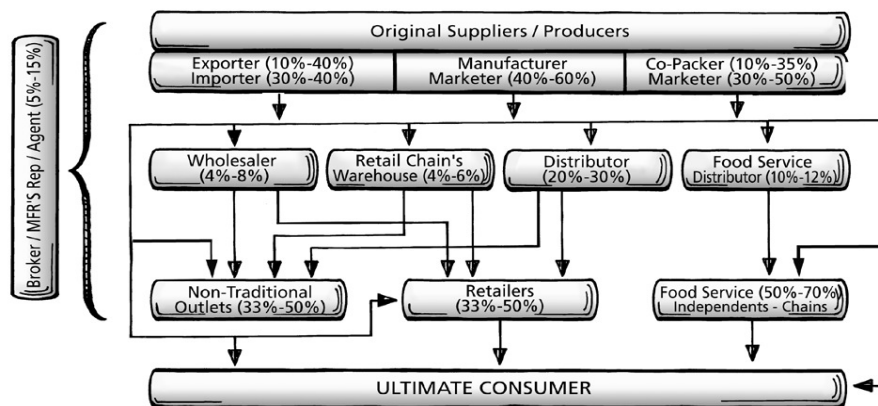 Original Suppliers / Producers
Exporter (10%-40%)
Importer (30%-40%)
Manufacturer
Marketer (40%-60%)
Co-Packer (10%-35%)
Marketer (30%-50%)
Broker / MFR'S Rep / Agent (5%-15%)
Wholesaler
(4%-8%)
Retail Chain's
Warehouse (4%-6%)
Distributor
(20%-30%)
Food Service
Distributor (10%-12%)
Non-Traditional
Outlets (33%-50%)
Retailers
(33%-50%)
Food Service (50%-70%)
Independents - Chains
ULTIMATE CONSUMER